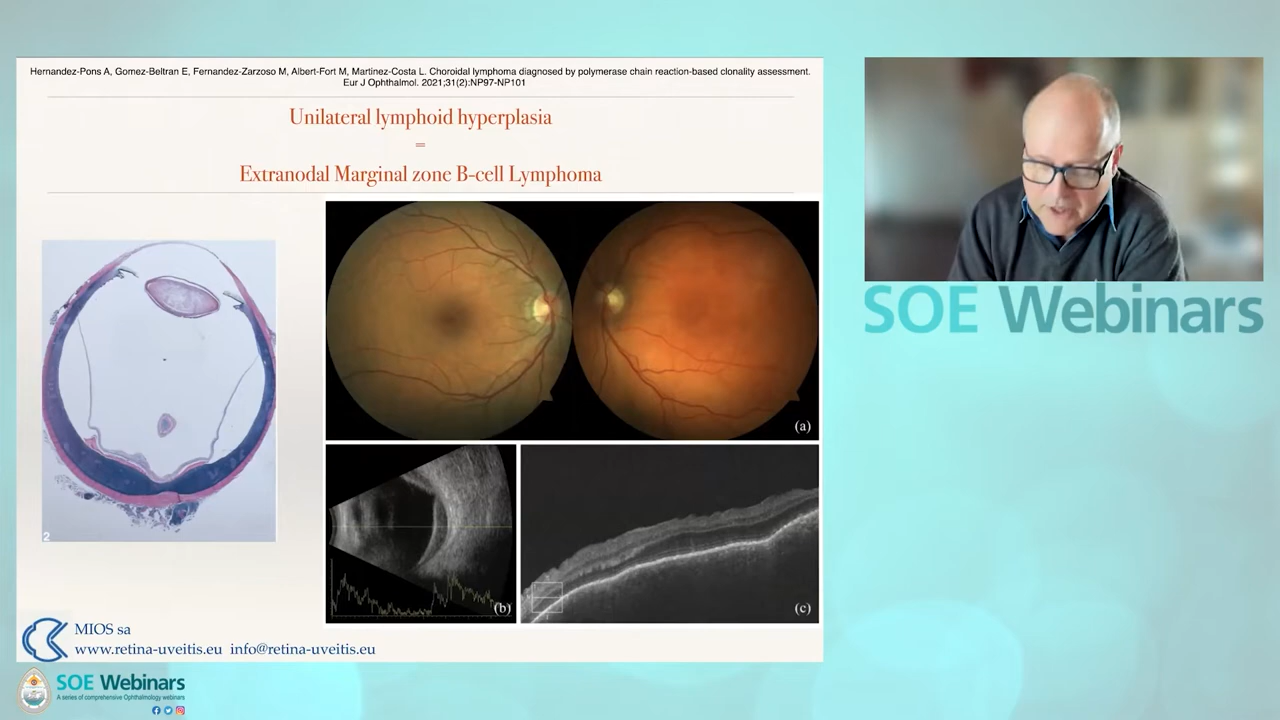 Hernandez-Pons A, Gomez-Beltran E, Fernandez-Zarzoso M, Albert-Fort M, Martinez-Costa L. Choroidal lymphoma diagnosed by polymerase chain reaction-based clonality assessment.
Eur J Ophthalmol. 2021;31(2):NP97-NP101
Unilateral lymphoid hyperplasia
=
Extranodal Marginal zone B-cell Lymphoma
(a)
2
(b)
(c)
MIOS sa
www.retina-uveitis.eu info@retina-uveitis.eu
SOE Webinars
SOE Webinars
A series of comprehensive Ophthalmology webinars